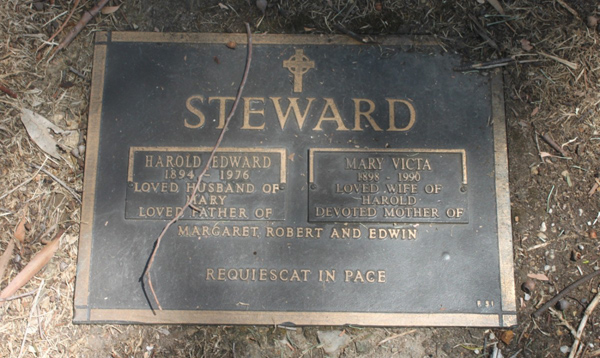 STEWARD
HAROLD EDWARD
1894 - 1976
LOVED HUSBAND OF
MARY
LOVED FATHER OF
MARY VICTA
1898 - 1990
LOVED WIFE OF
HAROLD
DEVOTED MOTHER OF
MARGARET ROBERT AND EDWIN
REQUIESCAT IN PACE